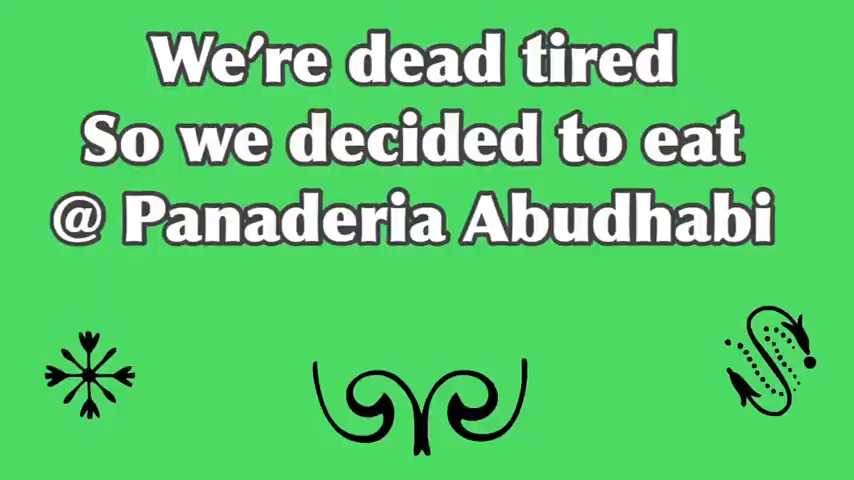 We're dead tired
So we decided to eat
@ Panaderia Abudhabi